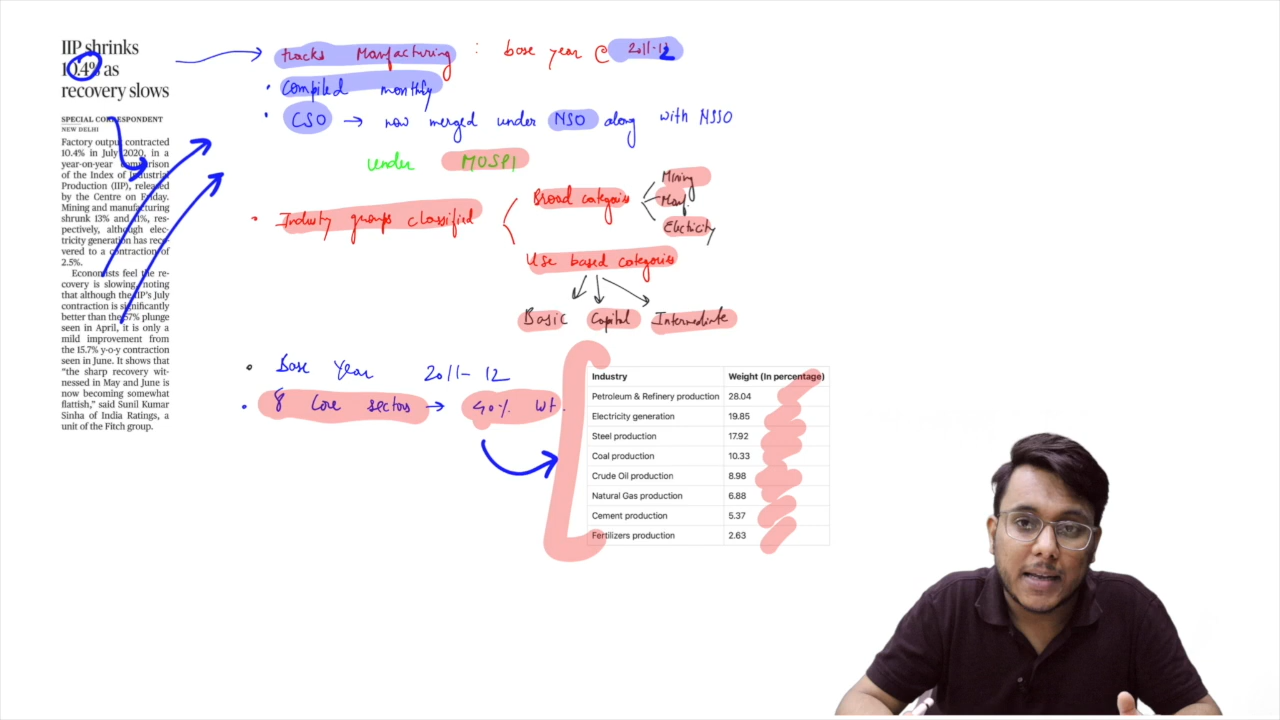 IIP shrinks
10.4% as
recovery slows
SPECIAL CORRESPONDENT
NEW DELHI
Factory output contracted
10.4% in July 2020, in a
year-on-year comparison
of the Index of Industrial
Production (IIP), released
by the Centre on Friday.
Mining and manufacturing
shrunk 13% and 11%, res-
pectively, although elec-
tricity generation has reco-
vered to a contraction of
2.5%.
Economists feel the re-
covery is slowing, noting
that although the IIP's July
contraction is significantly
better than the 57% plunge
seen in April, it is only a
mild improvement from
the 15.7% y-o-y contraction
seen in June. It shows that
"the sharp recovery wit-
nessed in May and June is
now becoming somewhat
flattish," said Sunil Kumar
Sinha of India Ratings, a
unit of the Fitch group.
tracks Manfacturing : base year @ 2011-12
• Compiled monthly
• CSO → now merged under NSO along with NSSO
under MOSPI
• Industry groups classified
Broad categories
Mining
Manf.
Electricity
Use based categories
Basic Capital Intermediate
• Base Year 2011-12
• 8 Core sectors → 40% wt.
Industry Weight (In percentage)
Petroleum & Refinery production 28.04
Electricity generation 19.85
Steel production 17.92
Coal production 10.33
Crude Oil production 8.98
Natural Gas production 6.88
Cement production 5.37
Fertilizers production 2.63